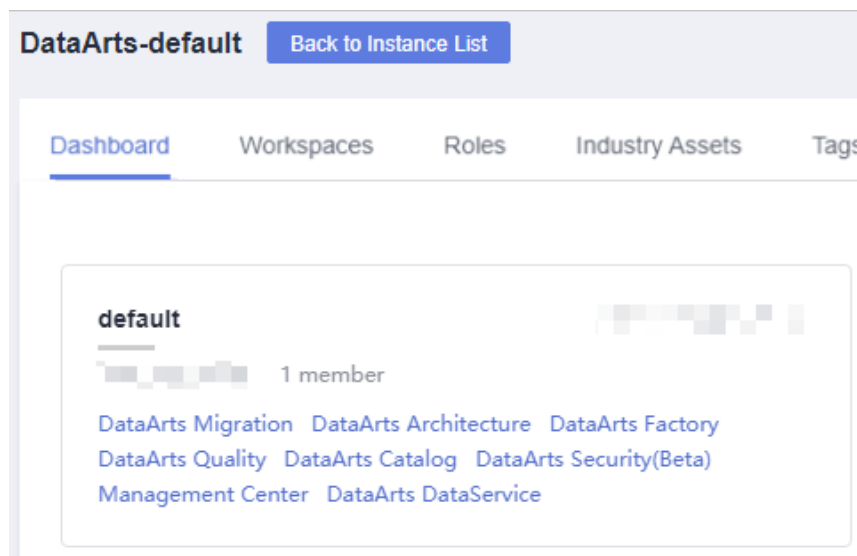 DataArts-default Back to Instance List
Dashboard Workspaces Roles Industry Assets Tags
default
1 member
DataArts Migration DataArts Architecture DataArts Factory
DataArts Quality DataArts Catalog DataArts Security(Beta)
Management Center DataArts DataService